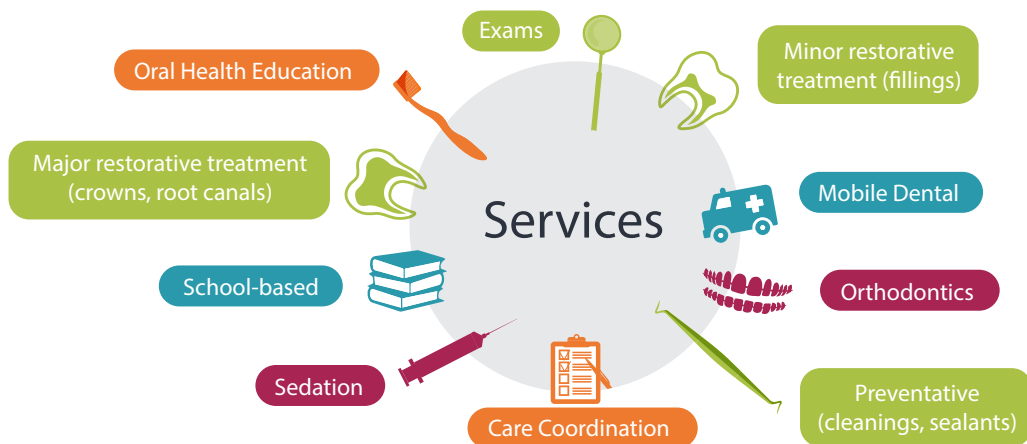 Exams
Oral Health Education
Minor restorative
treatment (fillings)
Major restorative treatment
(crowns, root canals)
Services
Mobile Dental
School-based
Orthodontics
Sedation
Care Coordination
Preventative
(cleanings, sealants)